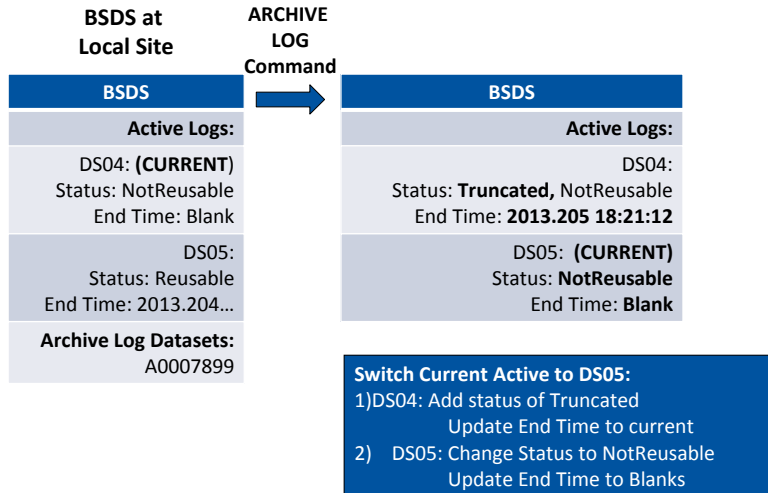 BSDS at
Local Site
ARCHIVE
LOG
Command
BSDS
Active Logs:
DS04: (CURRENT)
Status: NotReusable
End Time: Blank
DS05:
Status: Reusable
End Time: 2013.204...
Archive Log Datasets:
A0007899
BSDS
Active Logs:
DS04:
Status: Truncated, NotReusable
End Time: 2013.205 18:21:12
DS05: (CURRENT)
Status: NotReusable
End Time: Blank
Switch Current Active to DS05:
1)DS04: Add status of Truncated
Update End Time to current
2) DS05: Change Status to NotReusable
Update End Time to Blanks